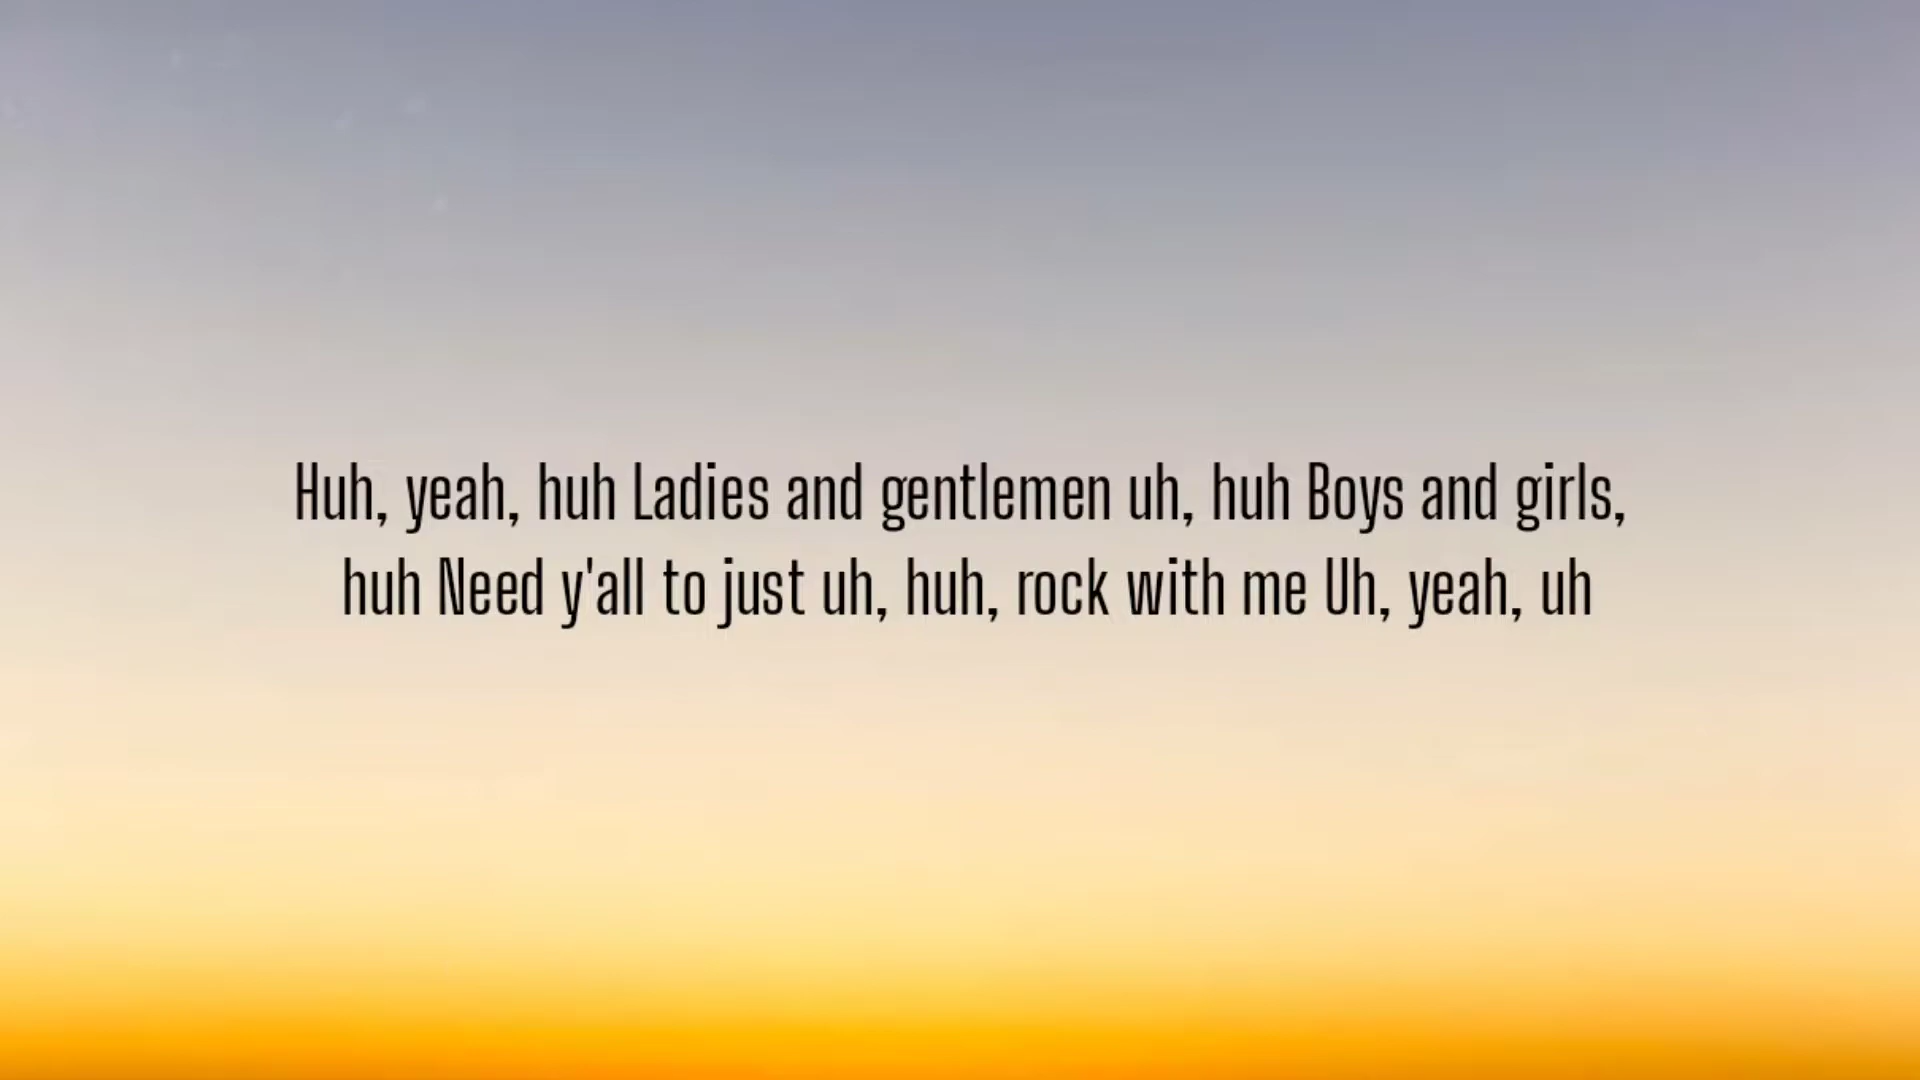 Huh, yeah, huh Ladies and gentlemen uh, huh Boys and girls,
huh Need y'all to just uh, huh, rock with me Uh, yeah, uh